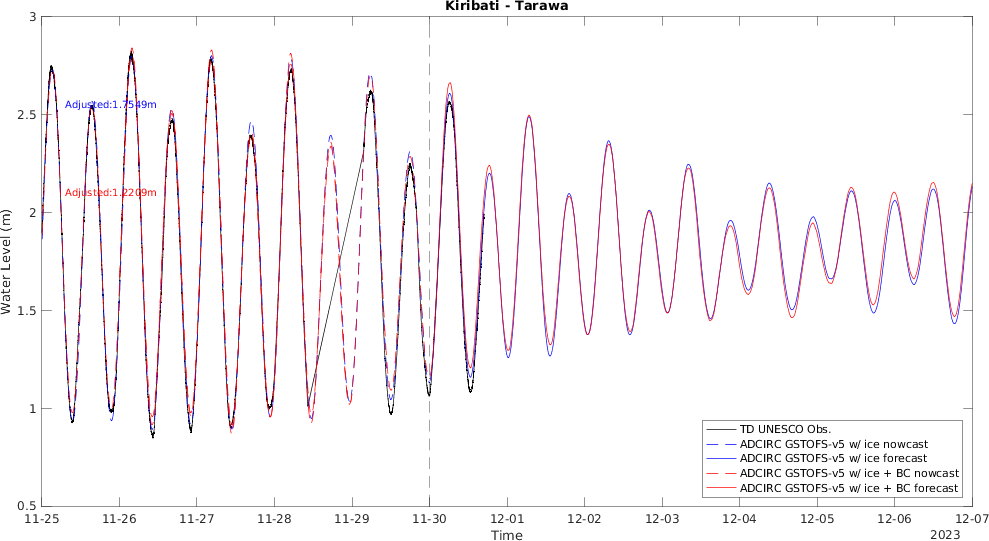 Kiribati - Tarawa
3
2.5
2
1.5
1
0.5
Water Level (m)
Adjusted:1.7549m
Adjusted:1.2209m
TD UNESCO Obs.
ADCIRC GSTOFS-v5 w/ ice nowcast
ADCIRC GSTOFS-v5 w/ ice forecast
ADCIRC GSTOFS-v5 w/ ice + BC nowcast
ADCIRC GSTOFS-v5 w/ ice + BC forecast
11-25 11-26 11-27 11-28 11-29 11-30 12-01 12-02 12-03 12-04 12-05 12-06 12-07
Time
2023